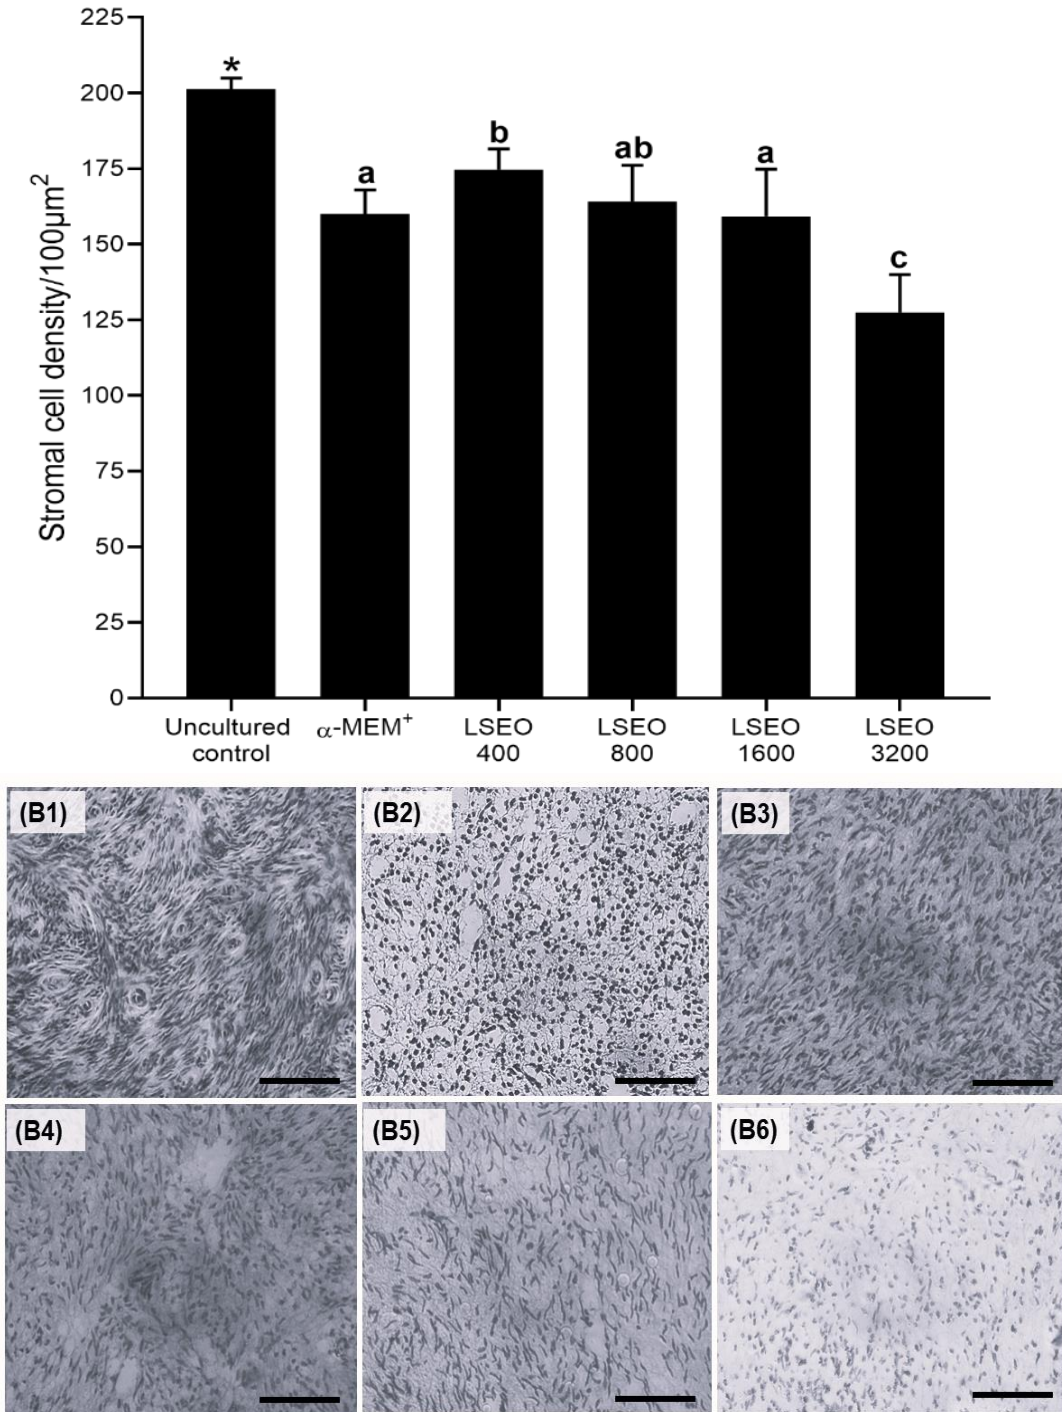 225
200
175
150
125
100
75
50
25
0
Stromal cell density/100µm²
*
a
b
ab
a
c
Uncultured
control
α-MEM⁺
LSEO
400
LSEO
800
LSEO
1600
LSEO
3200
(B1)
(B2)
(B3)
(B4)
(B5)
(B6)